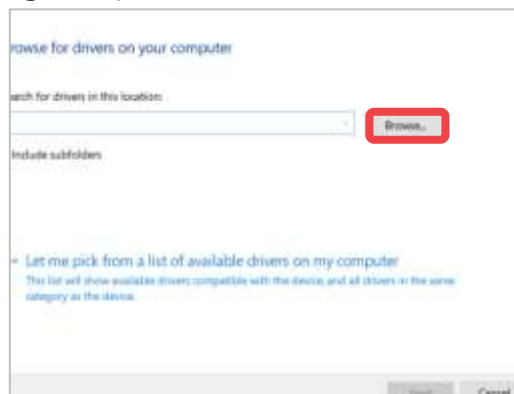 rowse for drivers on your computer
earch for drivers in this location:
Browse...
Include subfolders
Let me pick from a list of available drivers on my computer
This list will show available drivers compatible with the device, and all drivers in the same
category as the device.
Next Cancel